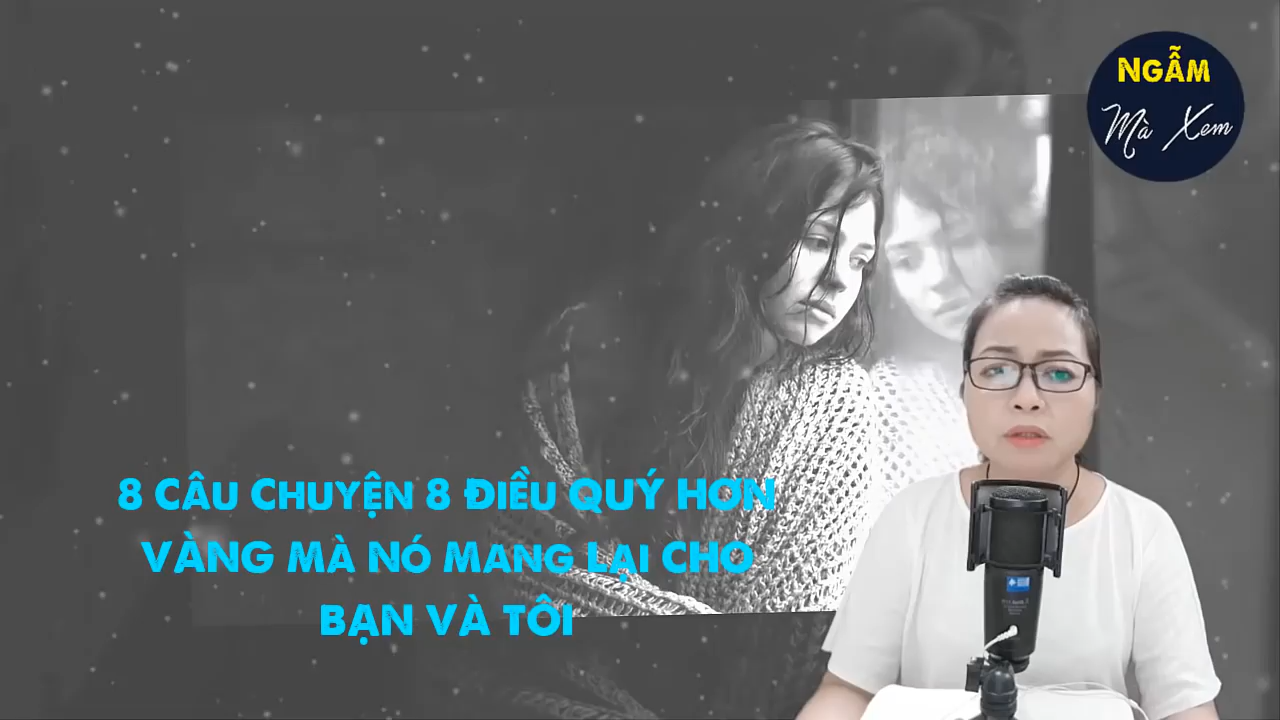 NGẪM
Mà Xem
8 CÂU CHUYỆN 8 ĐIỀU QUÝ HƠN
VÀNG MÀ NÓ MANG LẠI CHO
BẠN VÀ TÔI